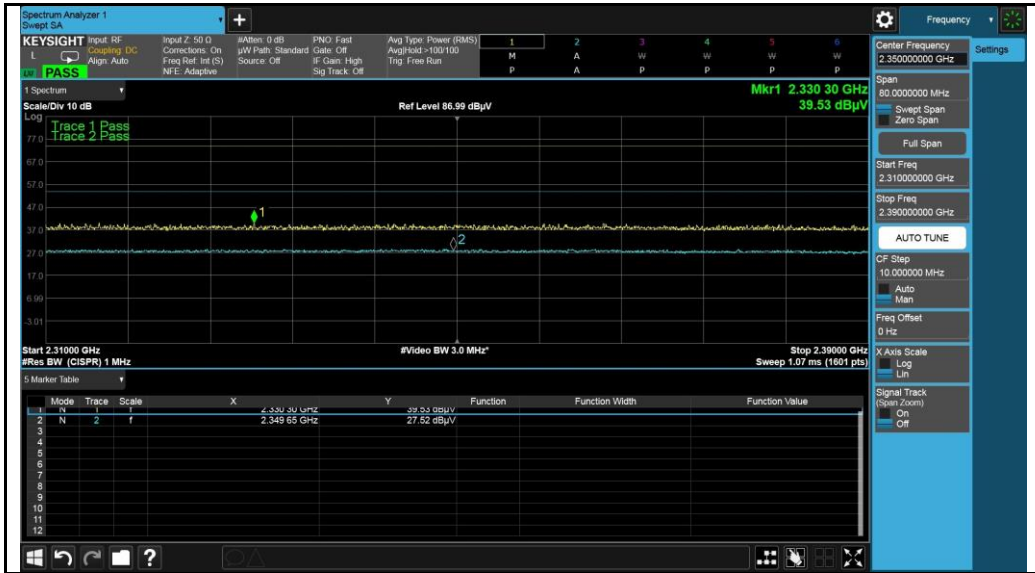 Spectrum Analyzer 1
Swept SA
+
Frequency
KEYSIGHT
L
LXI
PASS
Input: RF
Coupling: DC
Align: Auto
Input Z: 50 Ω
Corrections: On
Freq Ref: Int (S)
NFE: Adaptive
#Atten: 0 dB
µW Path: Standard
Source: Off
PNO: Fast
Gate: Off
IF Gain: High
Sig Track: Off
Avg Type: Power (RMS)
Avg|Hold:>100/100
Trig: Free Run
1 2 3 4 5 6
M A W W W W
P A P P P P
1 Spectrum
Mkr1 2.330 30 GHz
39.53 dBµV
Scale/Div 10 dB
Ref Level 86.99 dBµV
Log
Trace 1 Pass
Trace 2 Pass
77.0
67.0
57.0
47.0
37.0
27.0
17.0
6.99
-3.01
1
2
Start 2.31000 GHz
#Video BW 3.0 MHz*
Stop 2.39000 GHz
#Res BW (CISPR) 1 MHz
Sweep 1.07 ms (1601 pts)
5 Marker Table
Mode Trace Scale X Y Function Function Width Function Value
1 N 1 f 2.330 30 GHz 39.53 dBµV
2 N 2 f 2.349 65 GHz 27.52 dBµV
3
4
5
6
7
8
9
10
11
12
?
Center Frequency
2.350000000 GHz
Settings
Span
80.0000000 MHz
Swept Span
Zero Span
Full Span
Start Freq
2.310000000 GHz
Stop Freq
2.390000000 GHz
AUTO TUNE
CF Step
10.000000 MHz
Auto
Man
Freq Offset
0 Hz
X Axis Scale
Log
Lin
Signal Track
(Span Zoom)
On
Off